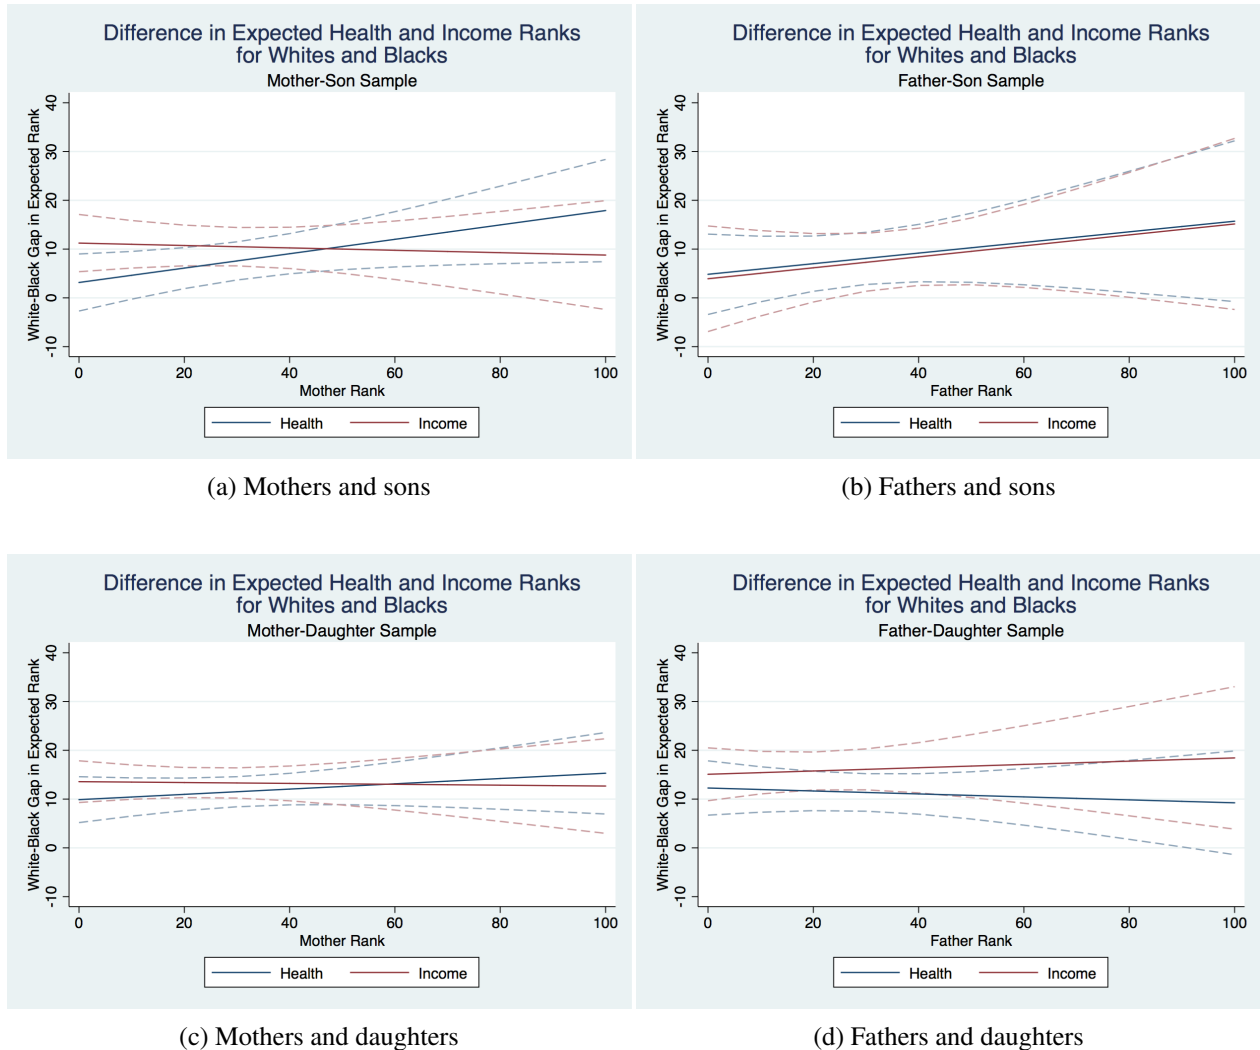 Difference in Expected Health and Income Ranks
for Whites and Blacks
Mother-Son Sample
White-Black Gap in Expected Rank
40
30
20
10
0
-10
0 20 40 60 80 100
Mother Rank
Health Income
(a) Mothers and sons
Difference in Expected Health and Income Ranks
for Whites and Blacks
Father-Son Sample
White-Black Gap in Expected Rank
40
30
20
10
0
-10
0 20 40 60 80 100
Father Rank
Health Income
(b) Fathers and sons
Difference in Expected Health and Income Ranks
for Whites and Blacks
Mother-Daughter Sample
White-Black Gap in Expected Rank
40
30
20
10
0
-10
0 20 40 60 80 100
Mother Rank
Health Income
(c) Mothers and daughters
Difference in Expected Health and Income Ranks
for Whites and Blacks
Father-Daughter Sample
White-Black Gap in Expected Rank
40
30
20
10
0
-10
0 20 40 60 80 100
Father Rank
Health Income
(d) Fathers and daughters